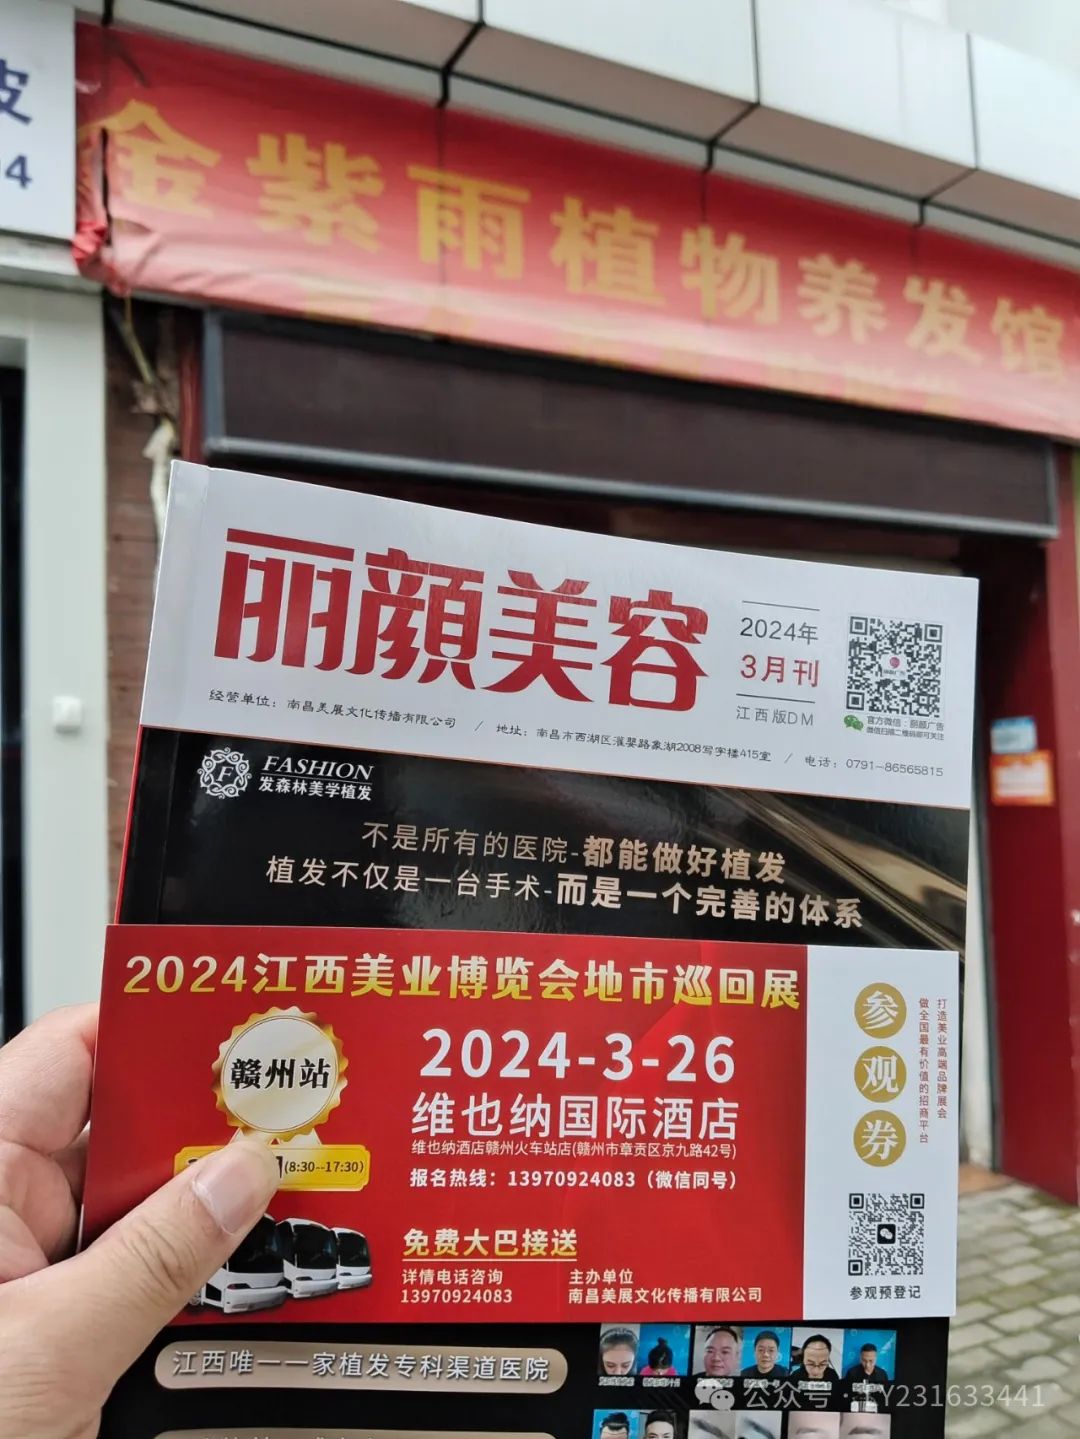 皮
金紫雨植物养发馆
丽颜美容
2024年
3月刊
江西版DM
官方微信：丽颜广告
微信扫描二维码即可关注
经营单位：南昌美展文化传播有限公司 / 地址：南昌市西湖区灌婴路象湖2008写字楼415室 / 电话：0791-86565815
F
FASHION
发森林美学植发
不是所有的医院-都能做好植发
植发不仅是一台手术-而是一个完善的体系
2024江西美业博览会地市巡回展
赣州站
(8:30--17:30)
2024-3-26
维也纳国际酒店
维也纳酒店赣州火车站店(赣州市章贡区京九路42号)
报名热线：13970924083（微信同号）
免费大巴接送
详情电话咨询
13970924083
主办单位
南昌美展文化传播有限公司
参观券
打造美业高端品牌展会
做全国最有价值的招商平台
参观预登记
江西唯一一家植发专科渠道医院
公众号·LY231633441